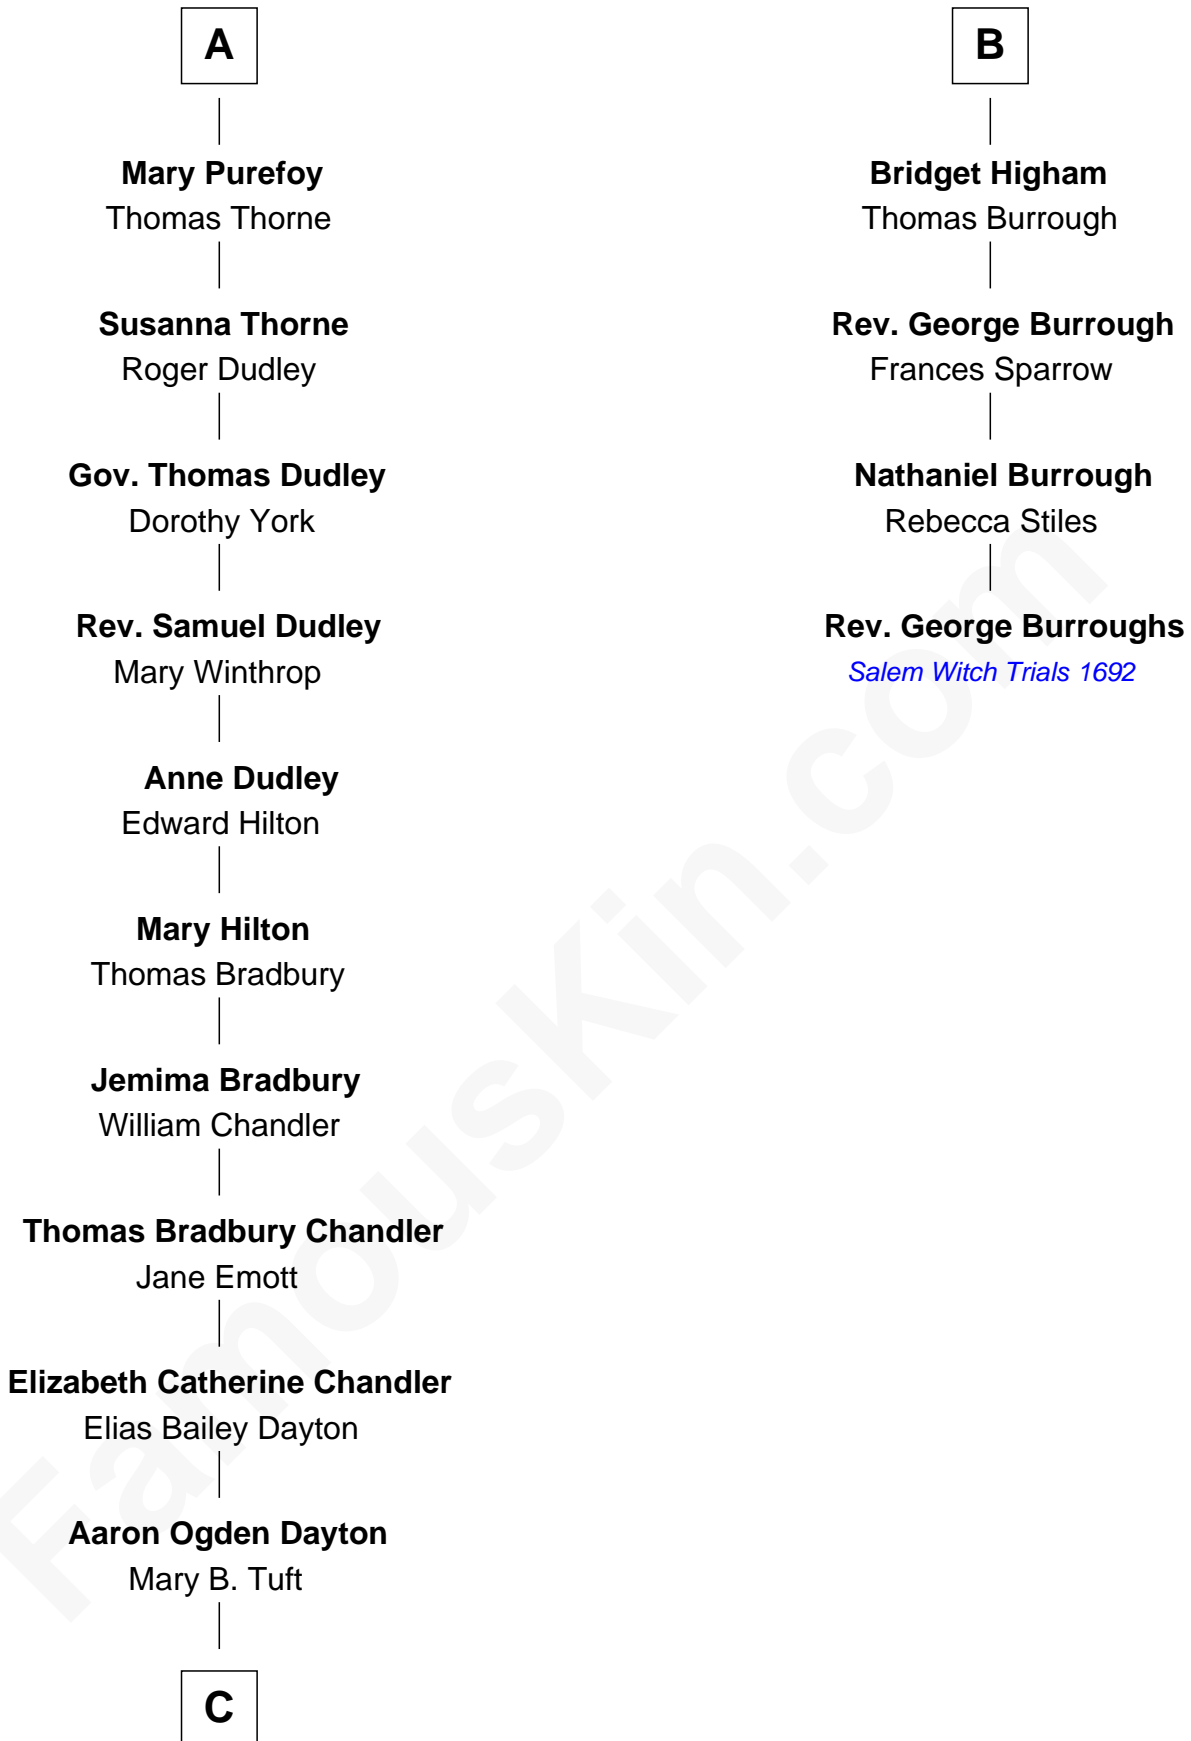 A
Mary Purefoy
Thomas Thorne
Susanna Thorne
Roger Dudley
Gov. Thomas Dudley
Dorothy York
Rev. Samuel Dudley
Mary Winthrop
Anne Dudley
Edward Hilton
Mary Hilton
Thomas Bradbury
Jemima Bradbury
William Chandler
Thomas Bradbury Chandler
Jane Emott
Elizabeth Catherine Chandler
Elias Bailey Dayton
Aaron Ogden Dayton
Mary B. Tuft
C
B
Bridget Higham
Thomas Burrough
Rev. George Burrough
Frances Sparrow
Nathaniel Burrough
Rebecca Stiles
Rev. George Burroughs
Salem Witch Trials 1692
FamousKin.com